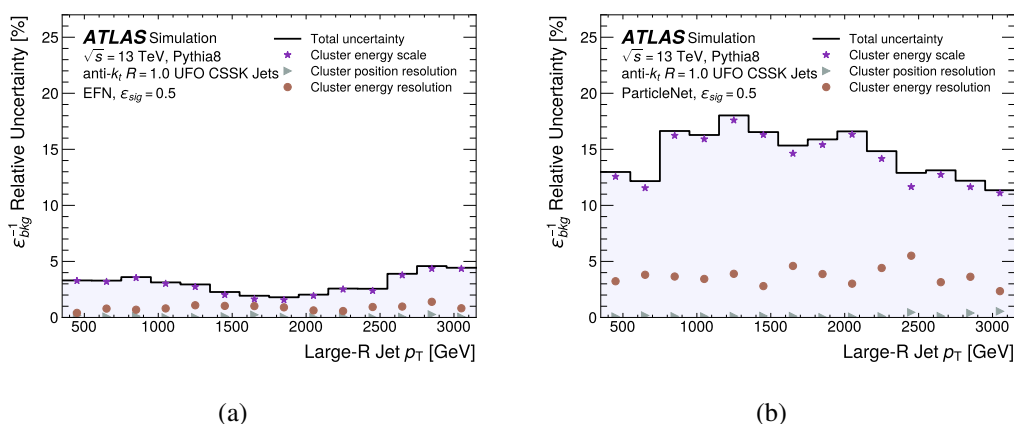 ATLAS Simulation
√s = 13 TeV, Pythia8
anti-kₜ R = 1.0 UFO CSSK Jets
EFN, εsig = 0.5
Total uncertainty
Cluster energy scale
Cluster position resolution
Cluster energy resolution
ε⁻¹bkg Relative Uncertainty [%]
25
20
15
10
5
0
500 1000 1500 2000 2500 3000
Large-R Jet pT [GeV]
(a)
ATLAS Simulation
√s = 13 TeV, Pythia8
anti-kₜ R = 1.0 UFO CSSK Jets
ParticleNet, εsig = 0.5
Total uncertainty
Cluster energy scale
Cluster position resolution
Cluster energy resolution
ε⁻¹bkg Relative Uncertainty [%]
25
20
15
10
5
0
500 1000 1500 2000 2500 3000
Large-R Jet pT [GeV]
(b)